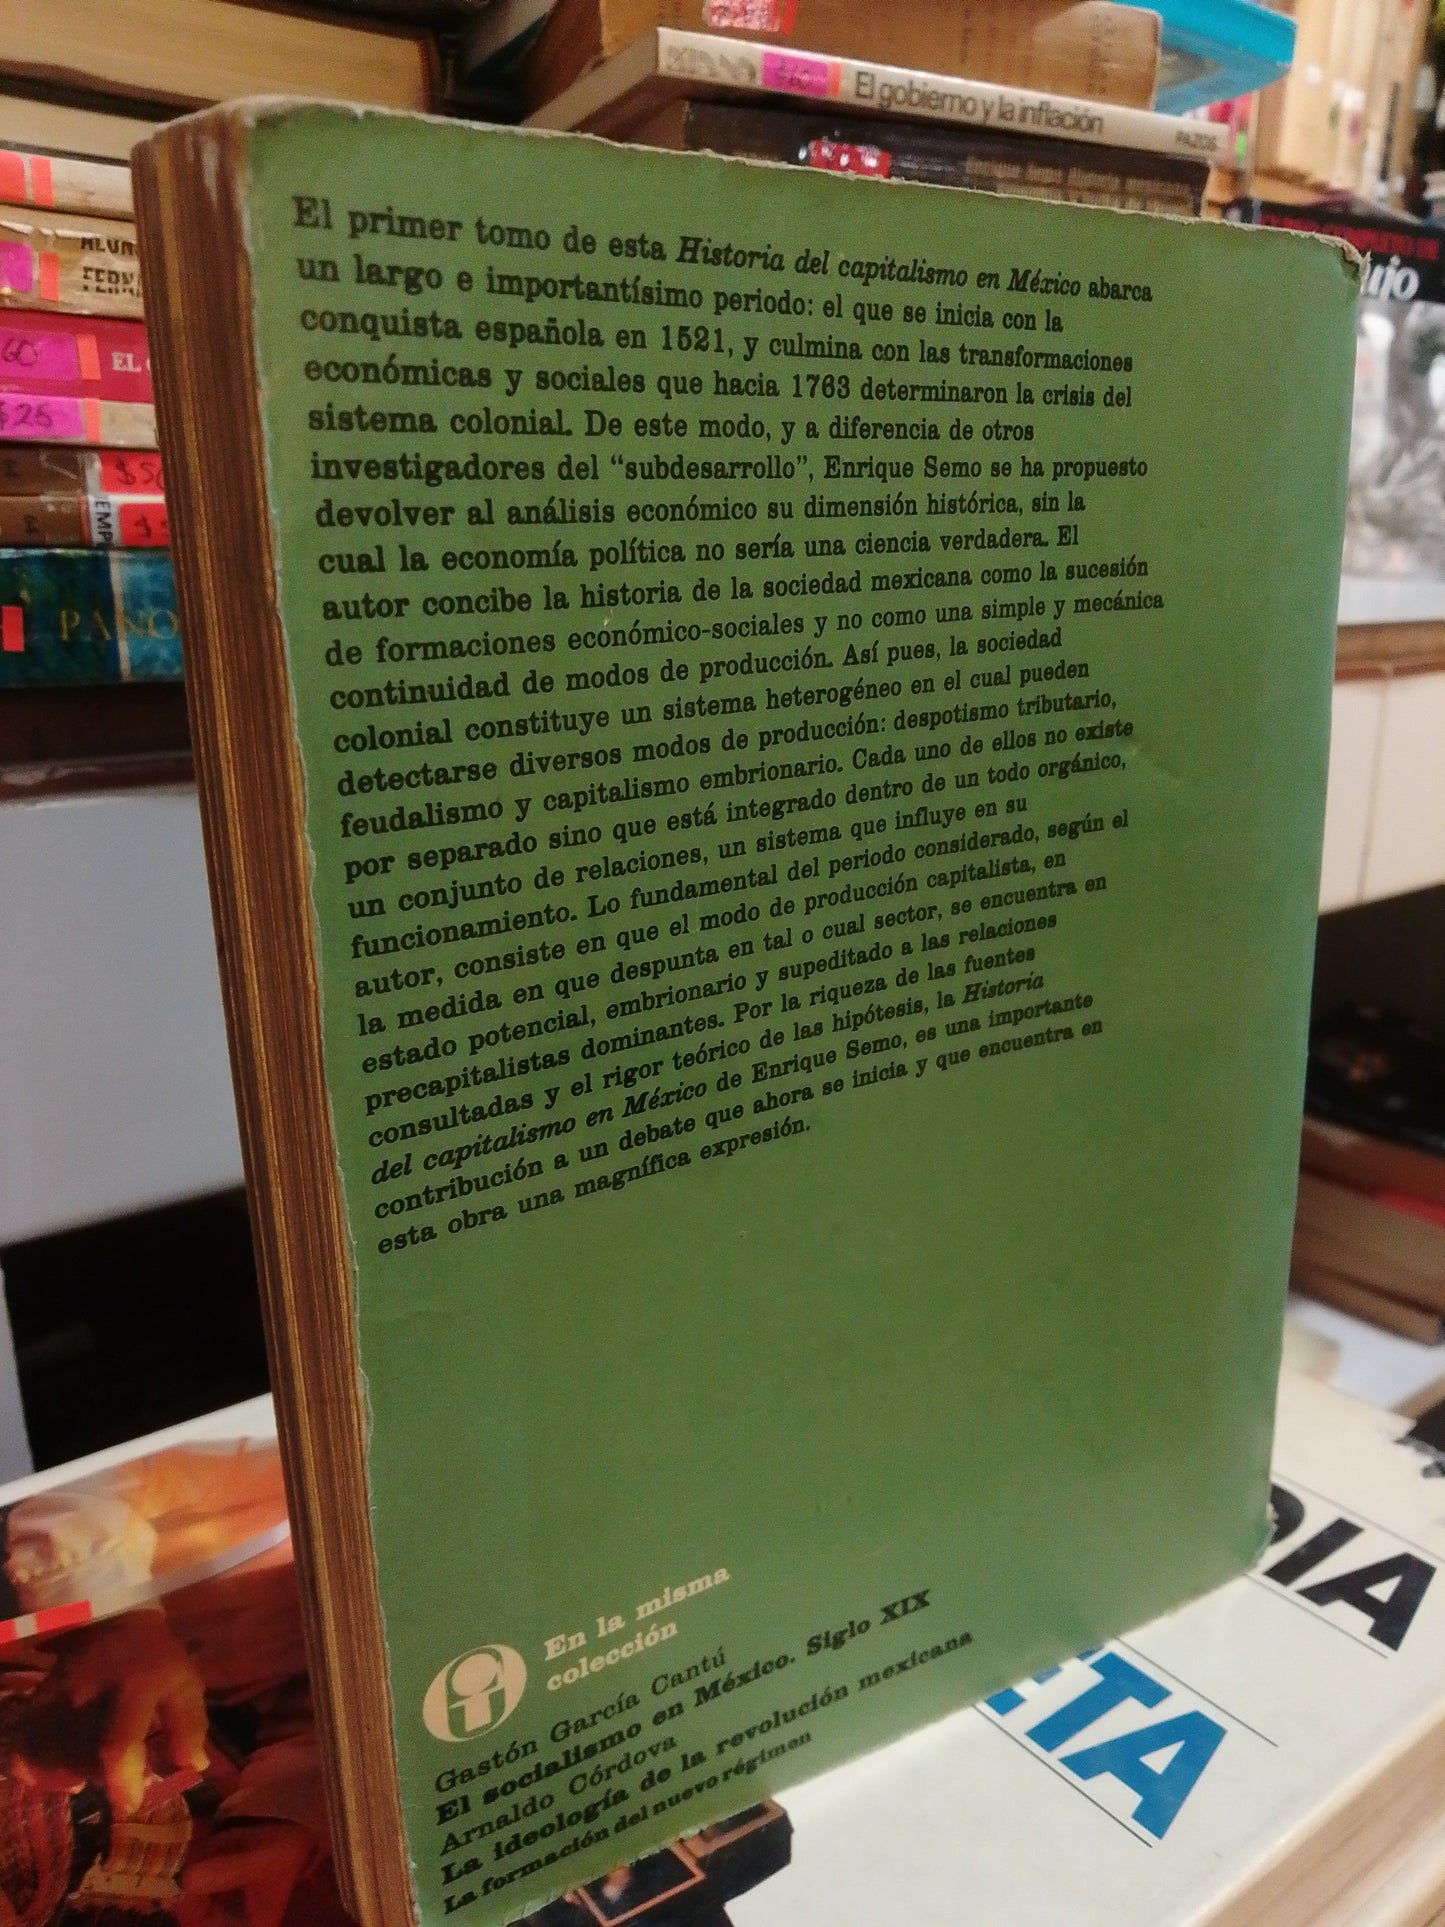 El gobierno y la inflación
PAZOS
El primer tomo de esta Historia del capitalismo en México abarca
un largo e importantísimo periodo: el que se inicia con la
conquista española en 1521, y culmina con las transformaciones
económicas y sociales que hacia 1763 determinaron la crisis del
sistema colonial. De este modo, y a diferencia de otros
investigadores del “subdesarrollo”, Enrique Semo se ha propuesto
devolver al análisis económico su dimensión histórica, sin la
cual la economía política no sería una ciencia verdadera. El
autor concibe la historia de la sociedad mexicana como la sucesión
de formaciones económico-sociales y no como una simple y mecánica
continuidad de modos de producción. Así pues, la sociedad
colonial constituye un sistema heterogéneo en el cual pueden
detectarse diversos modos de producción: despotismo tributario,
feudalismo y capitalismo embrionario. Cada uno de ellos no existe
por separado sino que está integrado dentro de un todo orgánico,
un conjunto de relaciones, un sistema que influye en su
funcionamiento. Lo fundamental del periodo considerado, según el
autor, consiste en que el modo de producción capitalista, en
la medida en que despunta en tal o cual sector, se encuentra en
estado potencial, embrionario y supeditado a las relaciones
precapitalistas dominantes. Por la riqueza de las fuentes
consultadas y el rigor teórico de las hipótesis, la Historia
del capitalismo en México de Enrique Semo, es una importante
contribución a un debate que ahora se inicia y que encuentra en
esta obra una magnífica expresión.
En la misma
colección
Gastón García Cantú
El socialismo en México. Siglo XIX
Arnaldo Córdova
La ideología de la revolución mexicana
La formación del nuevo régimen
60
EL
$25
EMP
PANO
DIA
TA